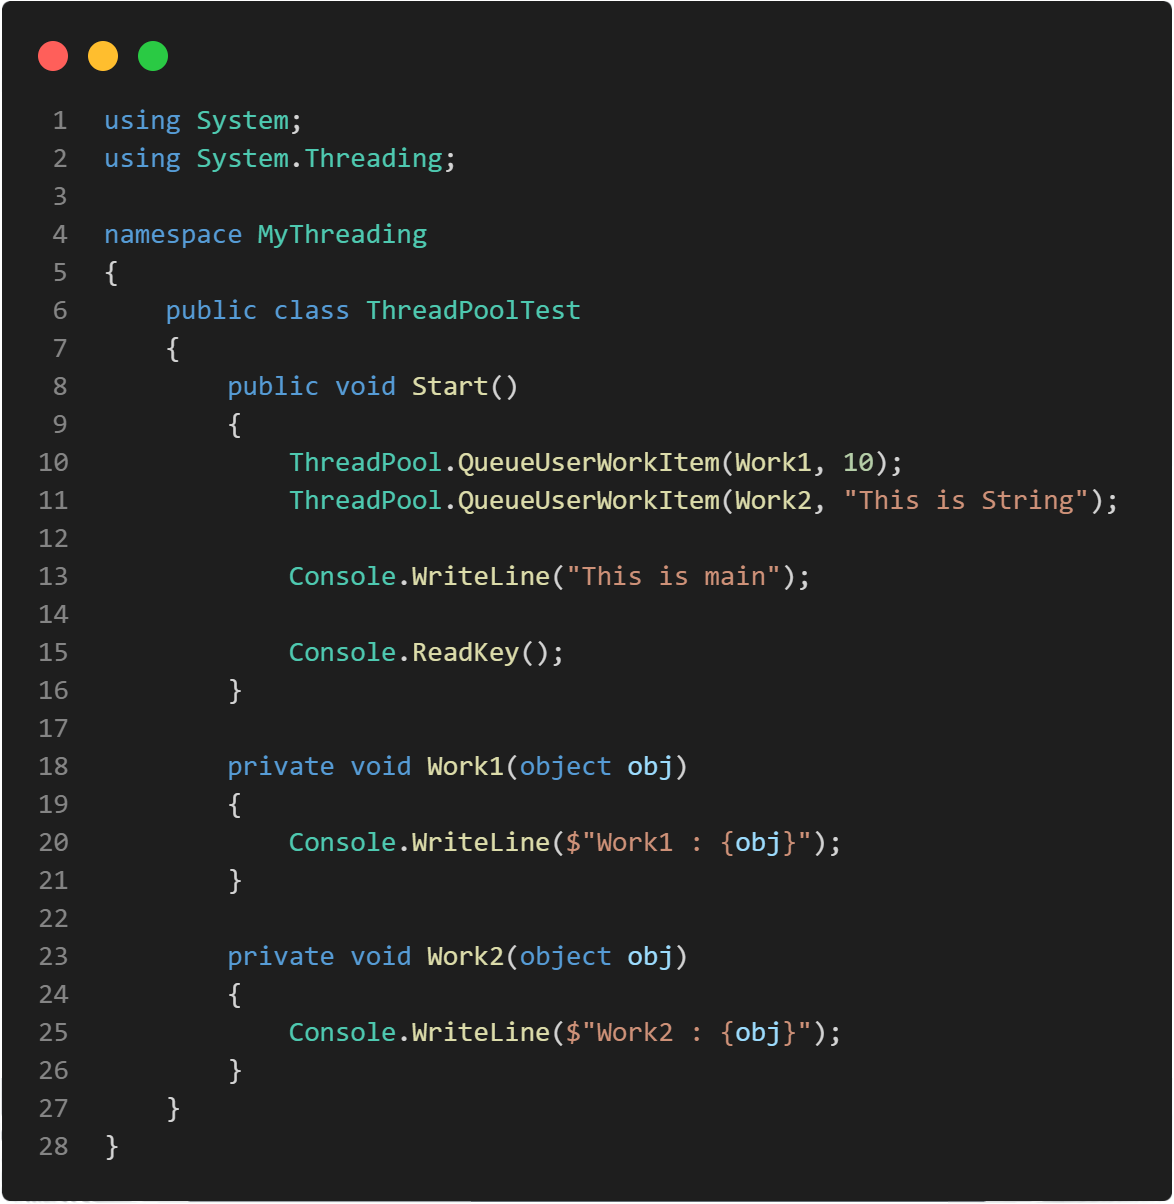 1 using System;
2 using System.Threading;
3
4 namespace MyThreading
5 {
6     public class ThreadPoolTest
7     {
8         public void Start()
9         {
10             ThreadPool.QueueUserWorkItem(Work1, 10);
11             ThreadPool.QueueUserWorkItem(Work2, "This is String");
12
13             Console.WriteLine("This is main");
14
15             Console.ReadKey();
16         }
17
18         private void Work1(object obj)
19         {
20             Console.WriteLine($"Work1 : {obj}");
21         }
22
23         private void Work2(object obj)
24         {
25             Console.WriteLine($"Work2 : {obj}");
26         }
27     }
28 }